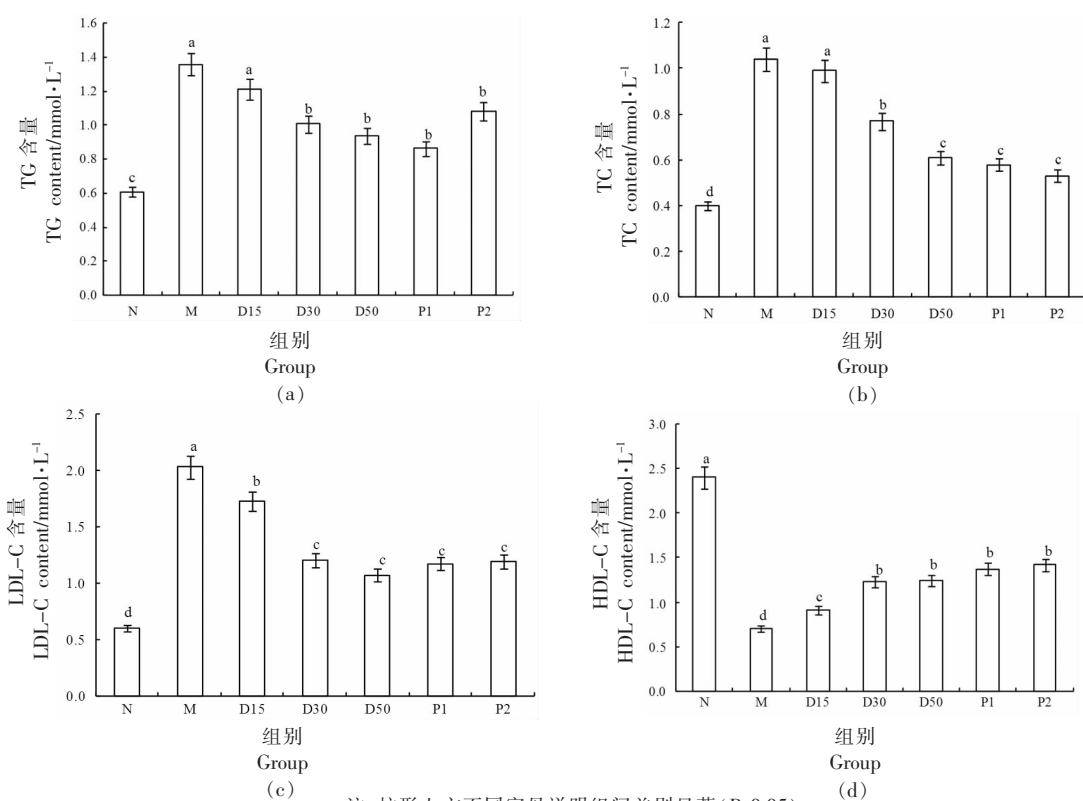 1.6
1.4
1.2
1.0
0.8
0.6
0.4
0.2
0.0
TG 含量
TG content/mmol·L⁻¹
c
a
a
b
b
b
b
N M D15 D30 D50 P1 P2
组别
Group
(a)
1.2
1.0
0.8
0.6
0.4
0.2
0.0
TC 含量
TC content/mmol·L⁻¹
d
a
a
b
c
c
c
N M D15 D30 D50 P1 P2
组别
Group
(b)
2.5
2.0
1.5
1.0
0.5
0.0
LDL-C 含量
LDL-C content/mmol·L⁻¹
d
a
b
c
c
c
c
N M D15 D30 D50 P1 P2
组别
Group
(c)
3.0
2.5
2.0
1.5
1.0
0.5
0.0
HDL-C 含量
HDL-C content/mmol·L⁻¹
a
d
c
b
b
b
b
N M D15 D30 D50 P1 P2
组别
Group
(d)